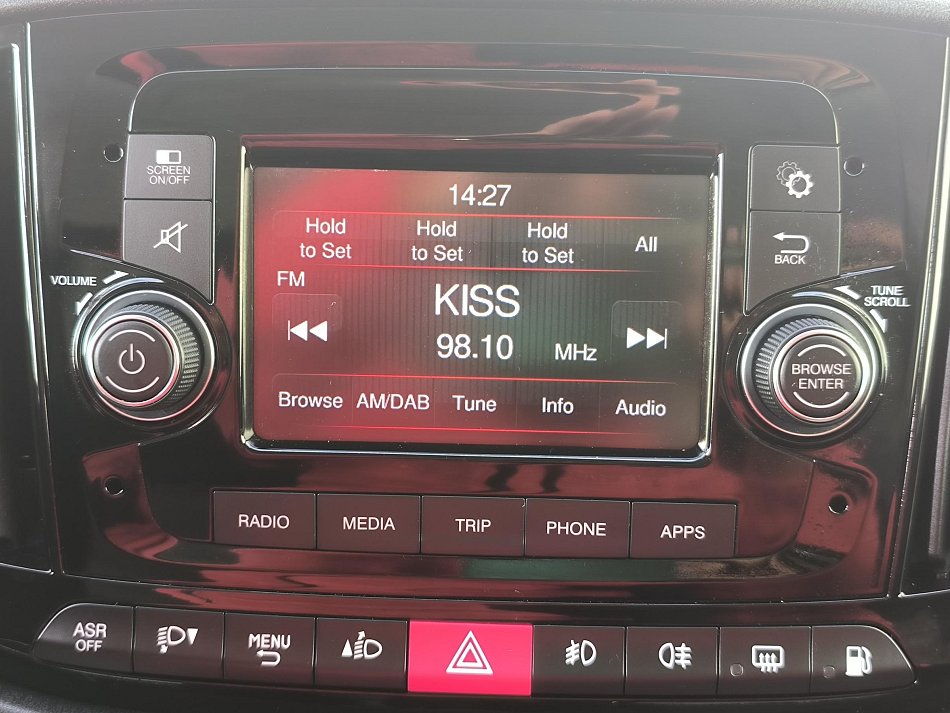 SCREEN
ON/OFF
VOLUME
14:27
Hold
to Set
Hold
to Set
Hold
to Set
All
FM
KISS
98.10 MHz
Browse AM/DAB Tune Info Audio
BACK
TUNE
SCROLL
BROWSE
ENTER
RADIO MEDIA TRIP PHONE APPS
ASR
OFF
MENU